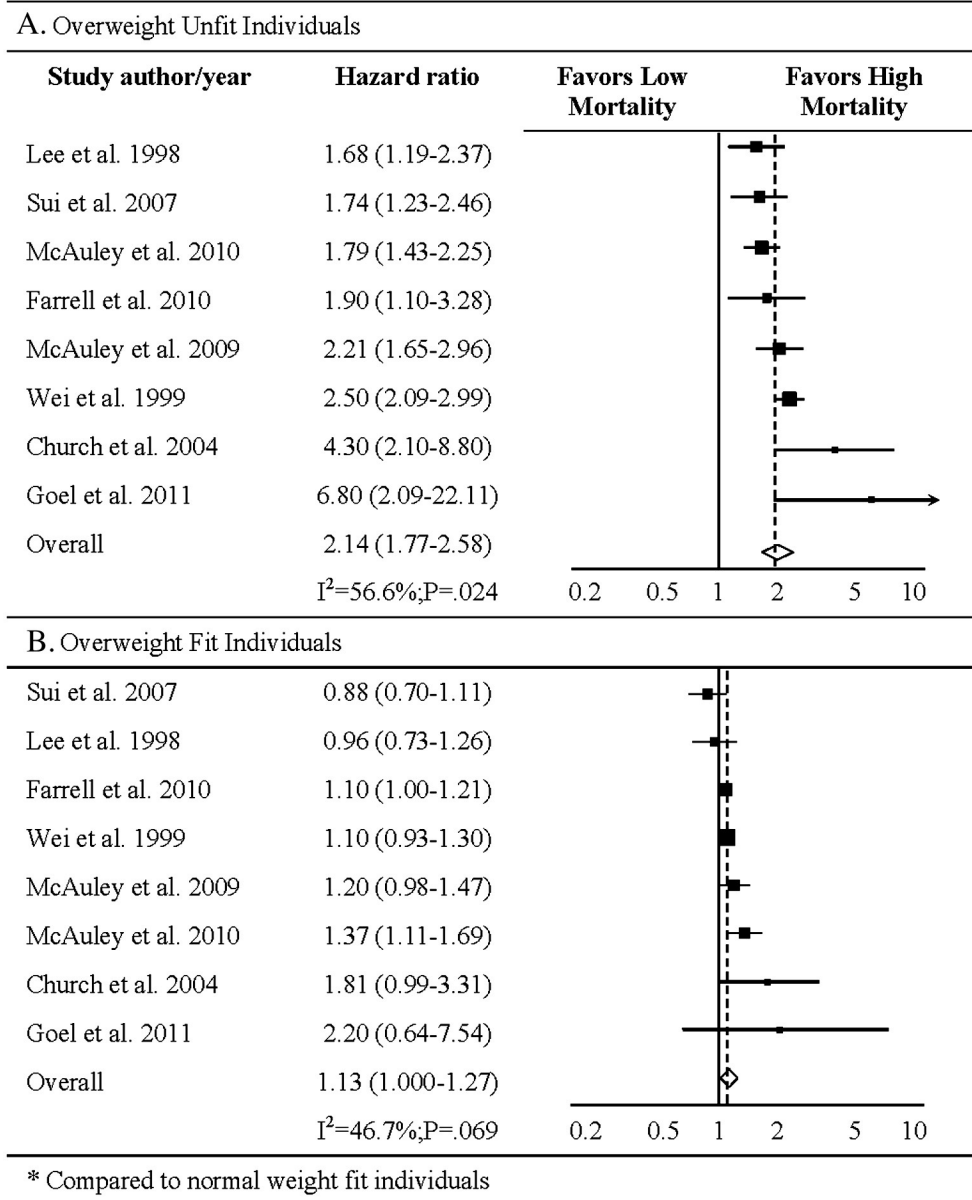 A. Overweight Unfit Individuals
Study author/year Hazard ratio Favors Low Mortality Favors High Mortality
Lee et al. 1998 1.68 (1.19-2.37)
Sui et al. 2007 1.74 (1.23-2.46)
McAuley et al. 2010 1.79 (1.43-2.25)
Farrell et al. 2010 1.90 (1.10-3.28)
McAuley et al. 2009 2.21 (1.65-2.96)
Wei et al. 1999 2.50 (2.09-2.99)
Church et al. 2004 4.30 (2.10-8.80)
Goel et al. 2011 6.80 (2.09-22.11)
Overall 2.14 (1.77-2.58)
I²=56.6%;P=.024 0.2 0.5 1 2 5 10
B. Overweight Fit Individuals
Sui et al. 2007 0.88 (0.70-1.11)
Lee et al. 1998 0.96 (0.73-1.26)
Farrell et al. 2010 1.10 (1.00-1.21)
Wei et al. 1999 1.10 (0.93-1.30)
McAuley et al. 2009 1.20 (0.98-1.47)
McAuley et al. 2010 1.37 (1.11-1.69)
Church et al. 2004 1.81 (0.99-3.31)
Goel et al. 2011 2.20 (0.64-7.54)
Overall 1.13 (1.000-1.27)
I²=46.7%;P=.069 0.2 0.5 1 2 5 10
* Compared to normal weight fit individuals